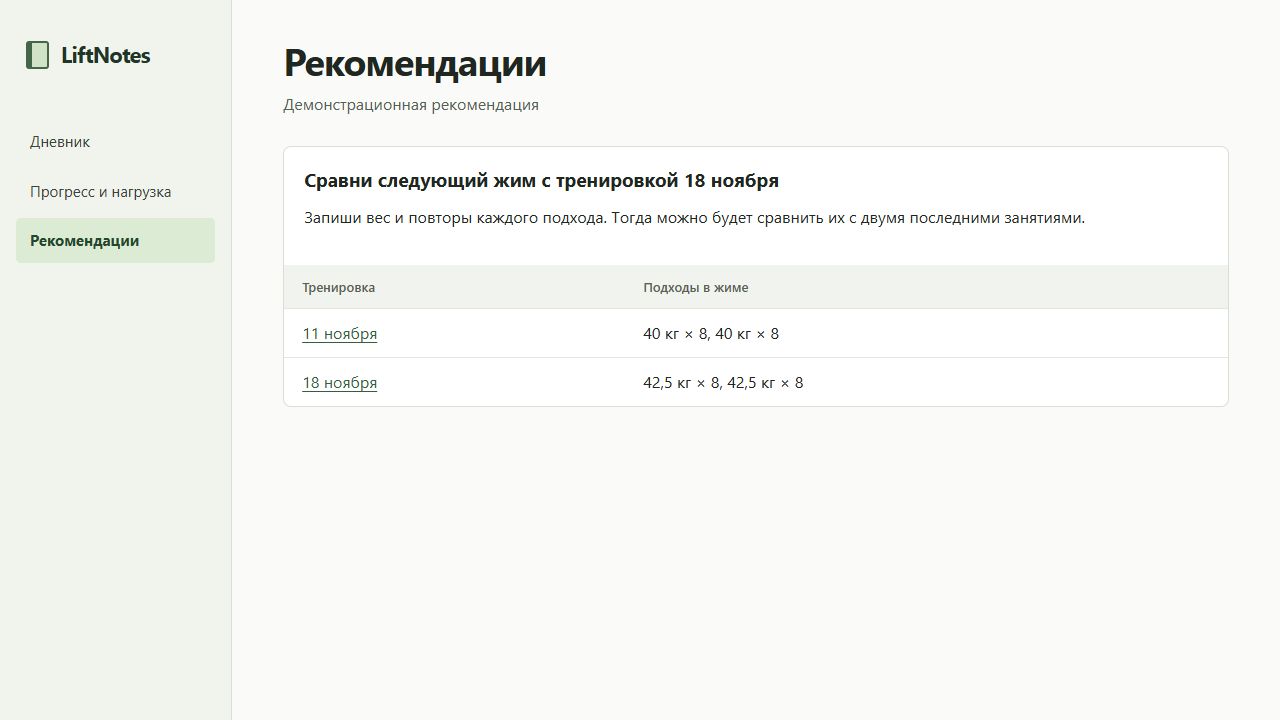 LiftNotes
Дневник
Прогресс и нагрузка
Рекомендации
Рекомендации
Демонстрационная рекомендация
Сравни следующий жим с тренировкой 18 ноября
Запиши вес и повторы каждого подхода. Тогда можно будет сравнить их с двумя последними занятиями.
Тренировка Подходы в жиме
11 ноября 40 кг × 8, 40 кг × 8
18 ноября 42,5 кг × 8, 42,5 кг × 8